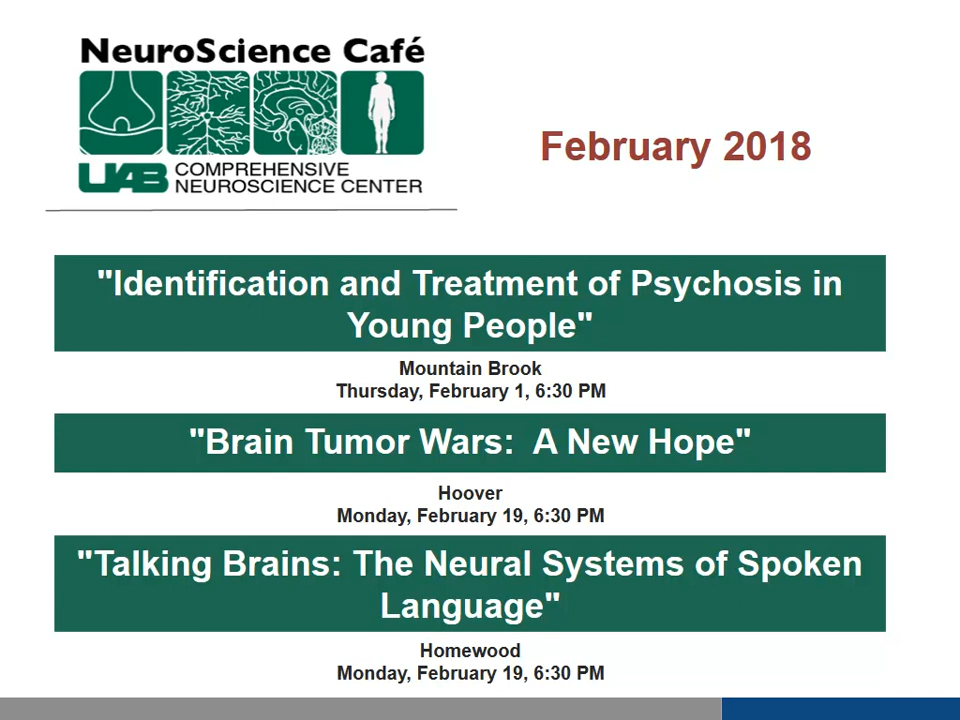 NeuroScience Café
UAB COMPREHENSIVE
NEUROSCIENCE CENTER
February 2018
"Identification and Treatment of Psychosis in
Young People"
Mountain Brook
Thursday, February 1, 6:30 PM
"Brain Tumor Wars:  A New Hope"
Hoover
Monday, February 19, 6:30 PM
"Talking Brains: The Neural Systems of Spoken
Language"
Homewood
Monday, February 19, 6:30 PM